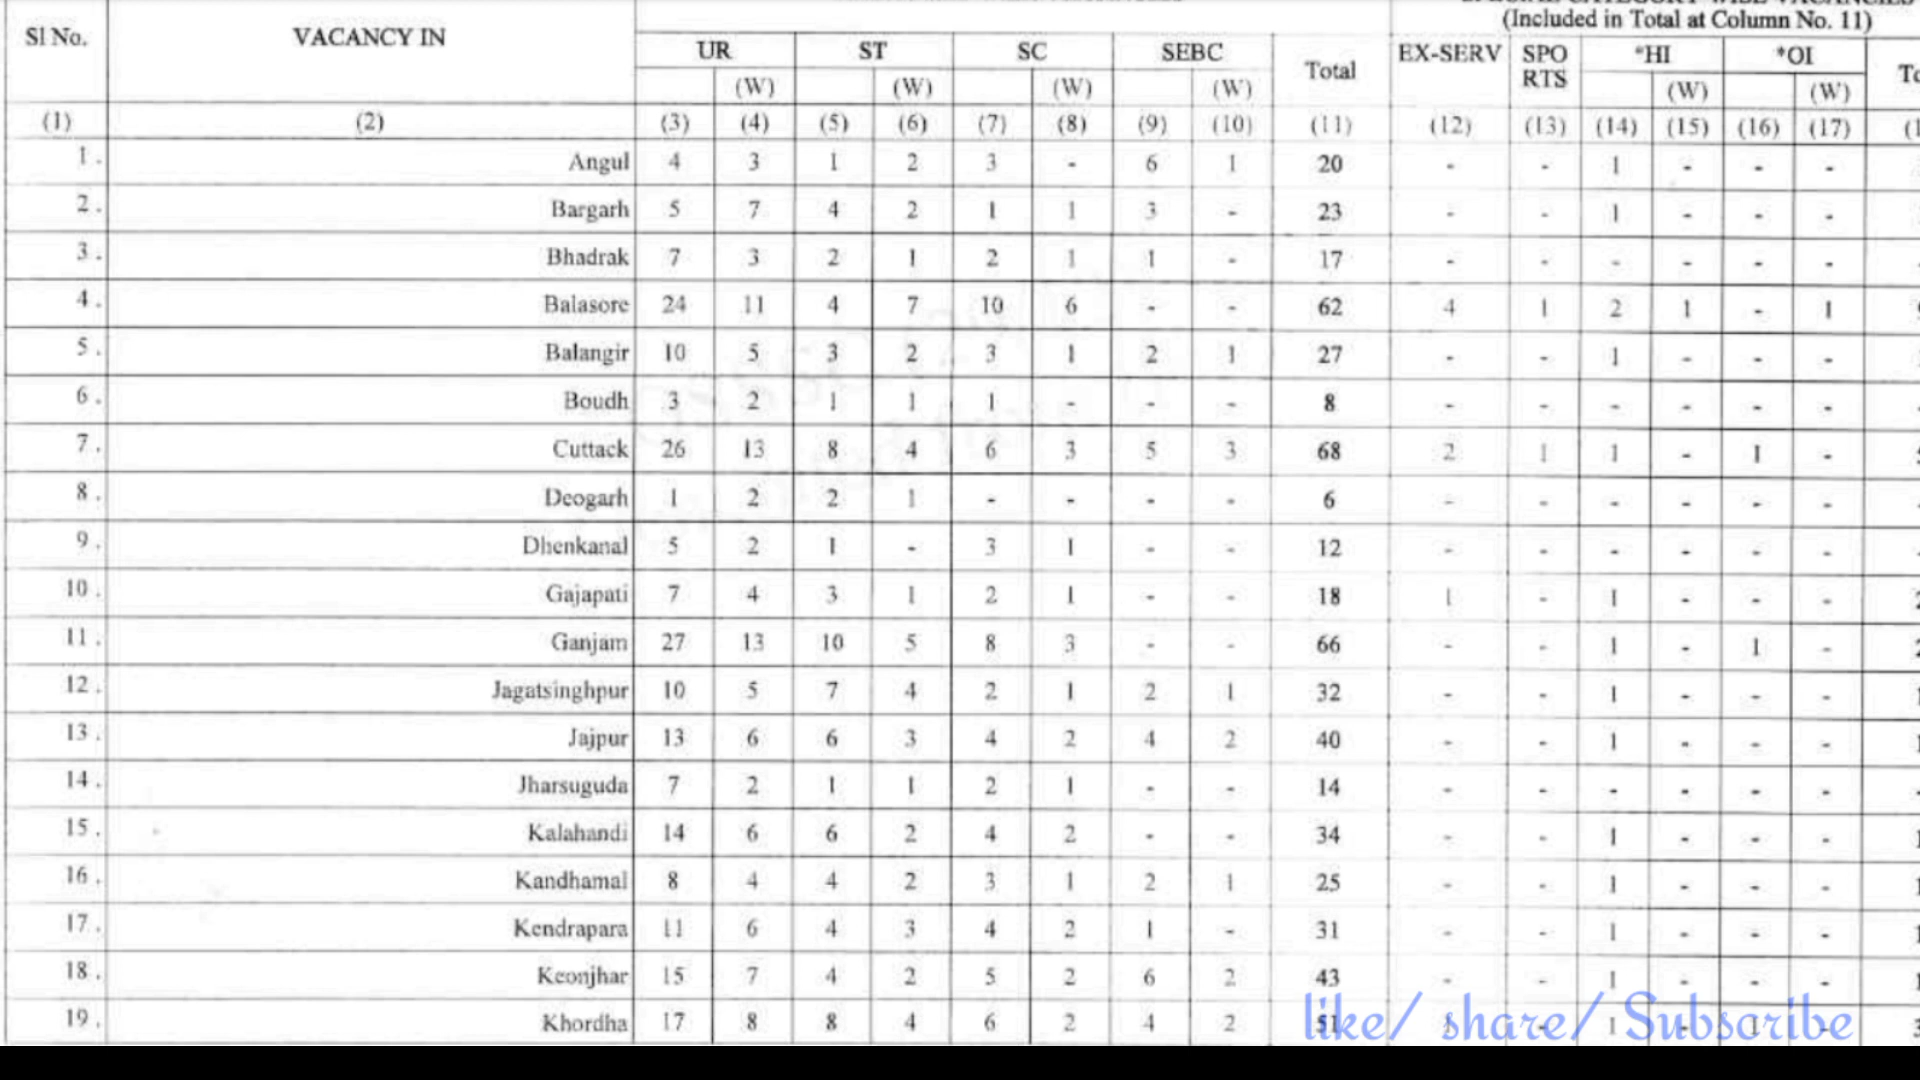 (Included in Total at Column No. 11)
Sl No. VACANCY IN UR ST SC SEBC Total EX-SERV SPORTS *HI *OI
(W) (W) (W) (W) (W) (W)
(1) (2) (3) (4) (5) (6) (7) (8) (9) (10) (11) (12) (13) (14) (15) (16) (17)
1. Angul 4 3 1 2 3 - 6 1 20 - - 1 - - -
2. Bargarh 5 7 4 2 1 1 3 - 23 - - 1 - - -
3. Bhadrak 7 3 2 1 2 1 1 - 17 - - - - - -
4. Balasore 24 11 4 7 10 6 - - 62 4 1 2 1 - 1
5. Balangir 10 5 3 2 3 1 2 1 27 - - 1 - - -
6. Boudh 3 2 1 1 1 - - - 8 - - - - - -
7. Cuttack 26 13 8 4 6 3 5 3 68 2 1 1 - 1 -
8. Deogarh 1 2 2 1 - - - - 6 - - - - - -
9. Dhenkanal 5 2 1 - 3 1 - - 12 - - - - - -
10. Gajapati 7 4 3 1 2 1 - - 18 1 - 1 - - -
11. Ganjam 27 13 10 5 8 3 - - 66 - - 1 - 1 -
12. Jagatsinghpur 10 5 7 4 2 1 2 1 32 - - 1 - - -
13. Jajpur 13 6 6 3 4 2 4 2 40 - - 1 - - -
14. Jharsuguda 7 2 1 1 2 1 - - 14 - - - - - -
15. Kalahandi 14 6 6 2 4 2 - - 34 - - 1 - - -
16. Kandhamal 8 4 4 2 3 1 2 1 25 - - 1 - - -
17. Kendrapara 11 6 4 3 4 2 1 - 31 - - 1 - - -
18. Keonjhar 15 7 4 2 5 2 6 2 43 - - 1 - - -
19. Khordha 17 8 8 4 6 2 4 2 51
like/ share/ Subscribe